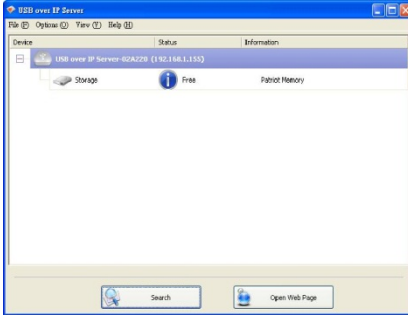 USB over IP Server
File (F) Options (O) View (V) Help (H)
Device Status Information
USB over IP Server-02A220 (192.168.1.155)
Storage Free Patriot Memory
Search Open Web Page